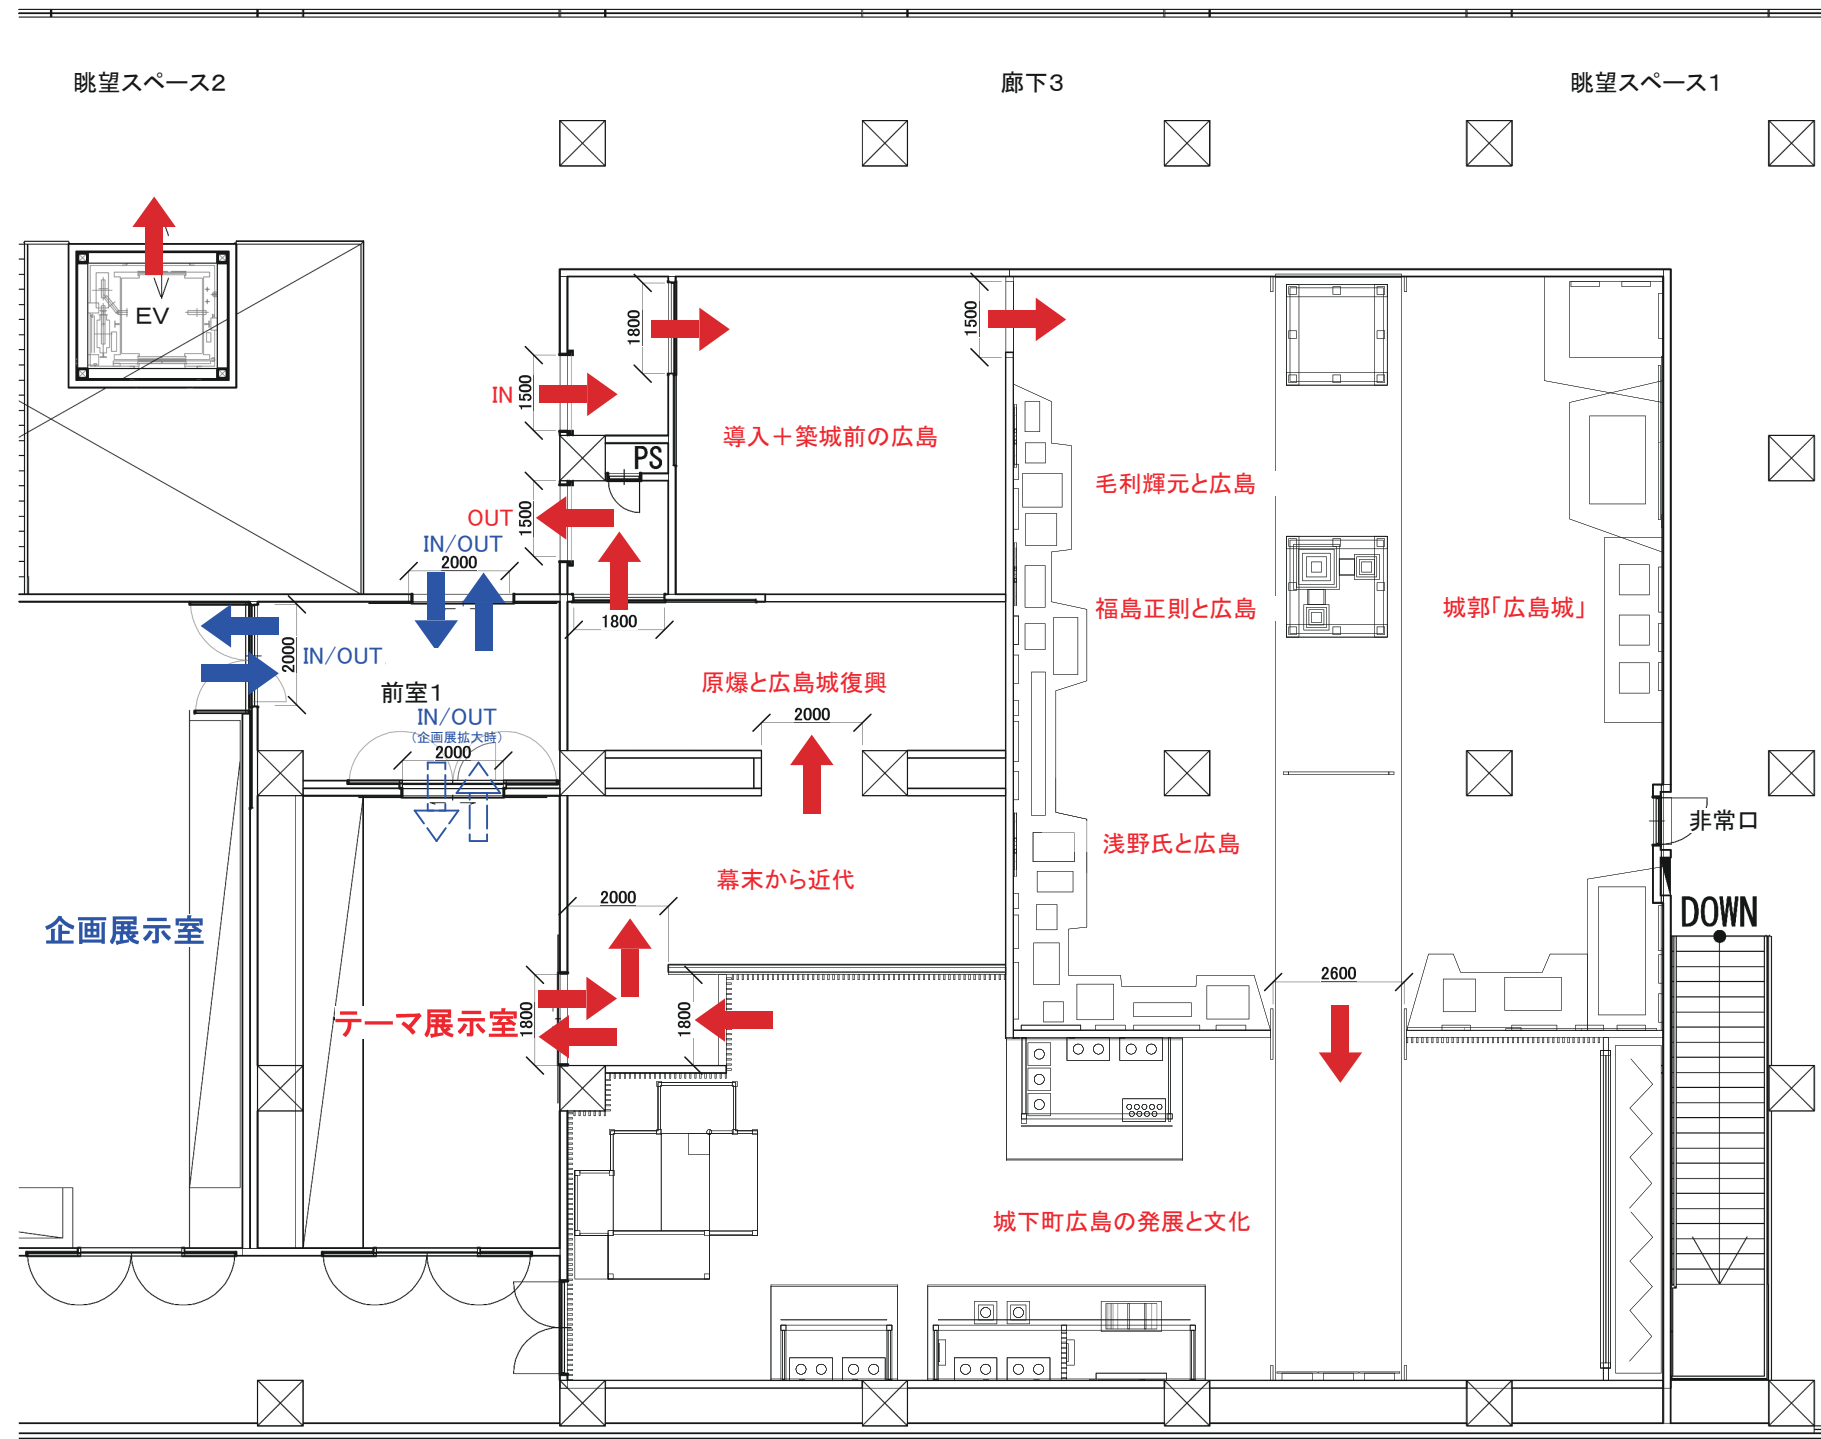 眺望スペース2
廊下3
眺望スペース1
EV
1800
1500
IN
1500
導入＋築城前の広島
PS
毛利輝元と広島
OUT
1500
IN/OUT
2000
福島正則と広島
城郭｢広島城｣
1800
2000
IN/OUT
原爆と広島城復興
前室1
IN/OUT
（企画展拡大時）
2000
2000
非常口
浅野氏と広島
幕末から近代
2000
企画展示室
DOWN
2600
テーマ展示室
1800
1800
城下町広島の発展と文化